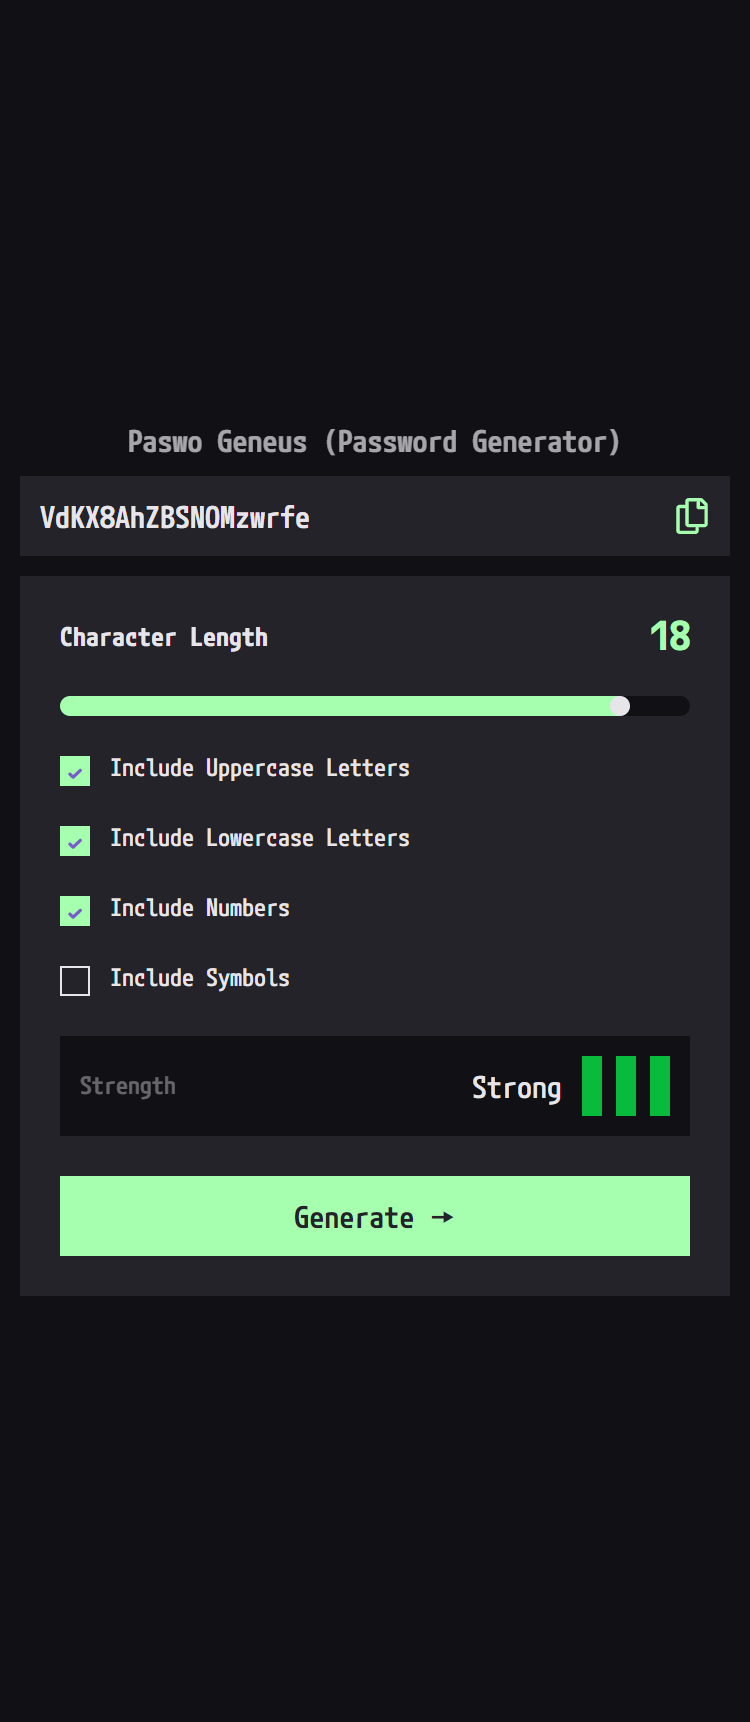 Paswo Geneus (Password Generator)
VdKX8AhZBSNOMzwrfe
Character Length 18
Include Uppercase Letters
Include Lowercase Letters
Include Numbers
Include Symbols
Strength Strong
Generate →